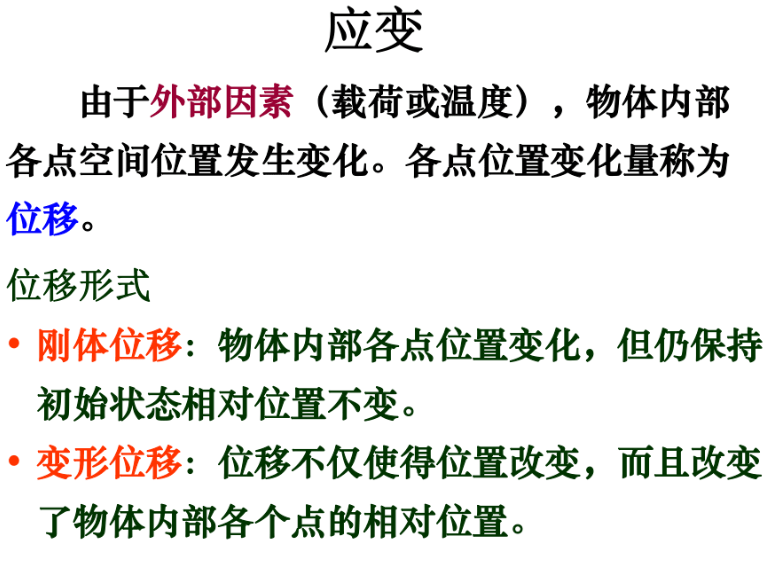 应变
由于外部因素（载荷或温度），物体内部
各点空间位置发生变化。各点位置变化量称为
位移。
位移形式
• 刚体位移：物体内部各点位置变化，但仍保持
初始状态相对位置不变。
• 变形位移：位移不仅使得位置改变，而且改变
了物体内部各个点的相对位置。